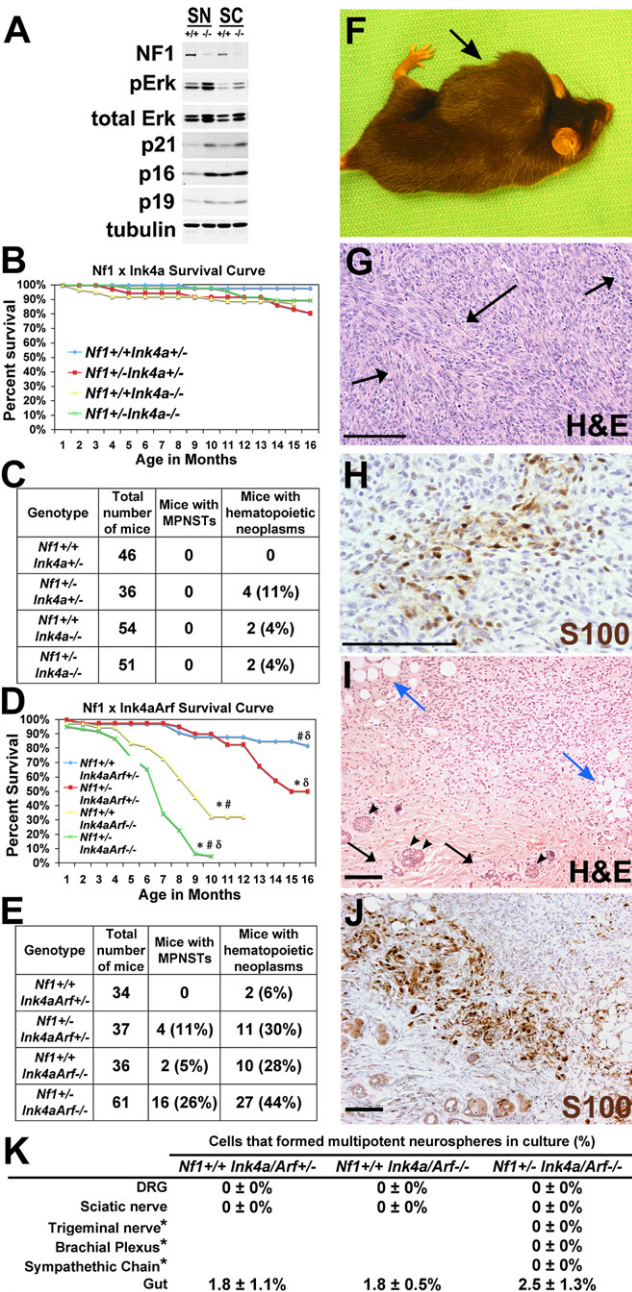 A
SN SC
+/+ -/- +/+ -/-
NF1
pErk
total Erk
p21
p16
p19
tubulin
B
Nf1 x Ink4a Survival Curve
Percent survival
100%
90%
80%
70%
60%
50%
40%
30%
20%
10%
0%
Nf1+/+Ink4a+/-
Nf1+/-Ink4a+/-
Nf1+/+Ink4a-/-
Nf1+/-Ink4a-/-
1 2 3 4 5 6 7 8 9 10 11 12 13 14 15 16
Age in Months
C
Genotype | Total number of mice | Mice with MPNSTs | Mice with hematopoietic neoplasms
Nf1+/+ Ink4a+/- | 46 | 0 | 0
Nf1+/- Ink4a+/- | 36 | 0 | 4 (11%)
Nf1+/+ Ink4a-/- | 54 | 0 | 2 (4%)
Nf1+/- Ink4a-/- | 51 | 0 | 2 (4%)
D
Nf1 x Ink4aArf Survival Curve
Percent Survival
100%
90%
80%
70%
60%
50%
40%
30%
20%
10%
0%
Nf1+/+ Ink4aArf+/-
Nf1+/- Ink4aArf+/-
Nf1+/+ Ink4aArf-/-
Nf1+/- Ink4aArf-/-
# δ
* δ
* #
* # δ
1 2 3 4 5 6 7 8 9 10 11 12 13 14 15 16
Age in Months
E
Genotype | Total number of mice | Mice with MPNSTs | Mice with hematopoietic neoplasms
Nf1+/+ Ink4aArf+/- | 34 | 0 | 2 (6%)
Nf1+/- Ink4aArf+/- | 37 | 4 (11%) | 11 (30%)
Nf1+/+ Ink4aArf-/- | 36 | 2 (5%) | 10 (28%)
Nf1+/- Ink4aArf-/- | 61 | 16 (26%) | 27 (44%)
F
G
H&E
H
S100
I
H&E
J
S100
K
Cells that formed multipotent neurospheres in culture (%)
Nf1+/+ Ink4a/Arf+/- Nf1+/+ Ink4a/Arf-/- Nf1+/- Ink4a/Arf-/-
DRG 0 ± 0% 0 ± 0% 0 ± 0%
Sciatic nerve 0 ± 0% 0 ± 0% 0 ± 0%
Trigeminal nerve* 0 ± 0%
Brachial Plexus* 0 ± 0%
Sympathethic Chain* 0 ± 0%
Gut 1.8 ± 1.1% 1.8 ± 0.5% 2.5 ± 1.3%